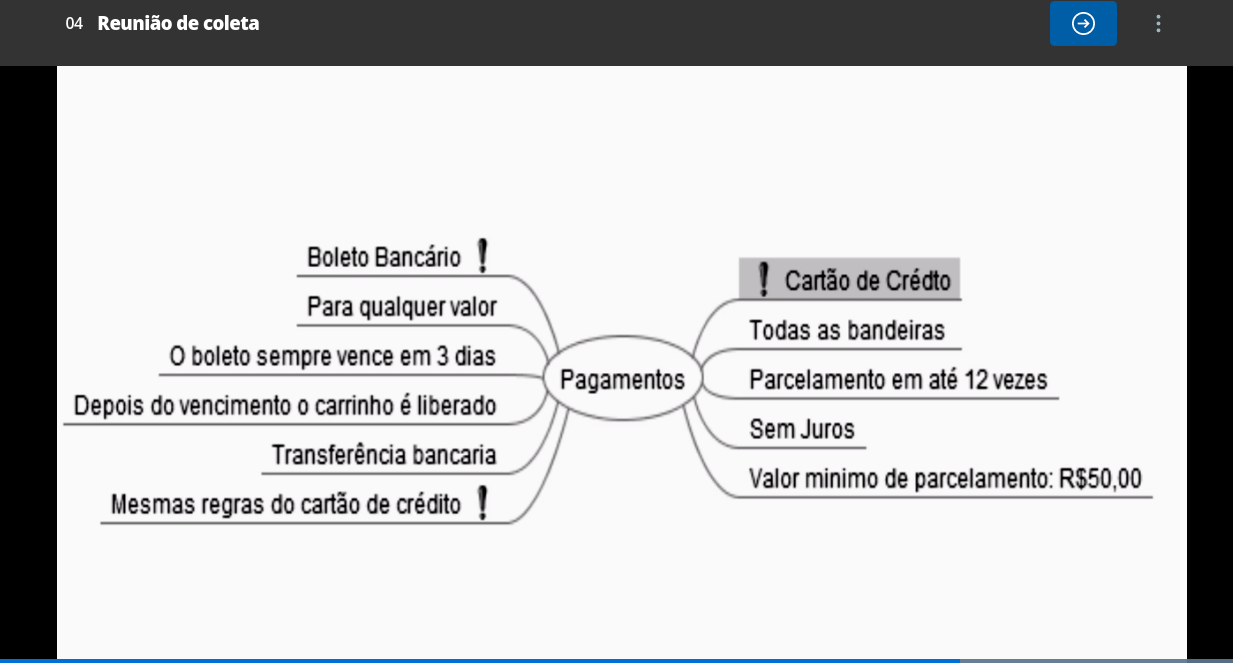 04 Reunião de coleta
Boleto Bancário
Para qualquer valor
O boleto sempre vence em 3 dias
Depois do vencimento o carrinho é liberado
Transferência bancaria
Mesmas regras do cartão de crédito
Pagamentos
Cartão de Crédto
Todas as bandeiras
Parcelamento em até 12 vezes
Sem Juros
Valor minimo de parcelamento: R$50,00